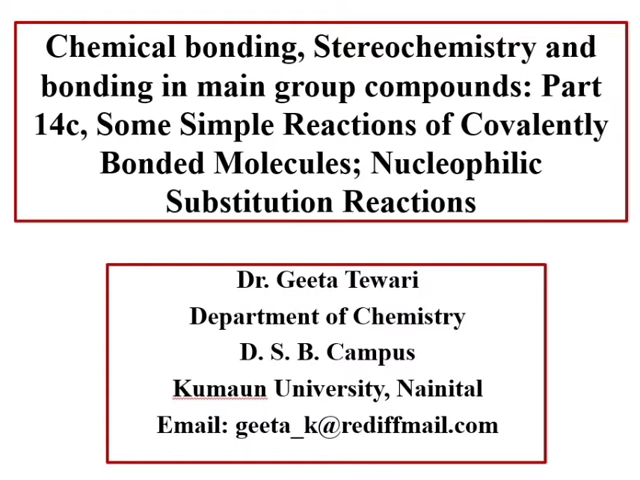 Chemical bonding, Stereochemistry and
bonding in main group compounds: Part
14c, Some Simple Reactions of Covalently
Bonded Molecules; Nucleophilic
Substitution Reactions
Dr. Geeta Tewari
Department of Chemistry
D. S. B. Campus
Kumaun University, Nainital
Email: geeta_k@rediffmail.com